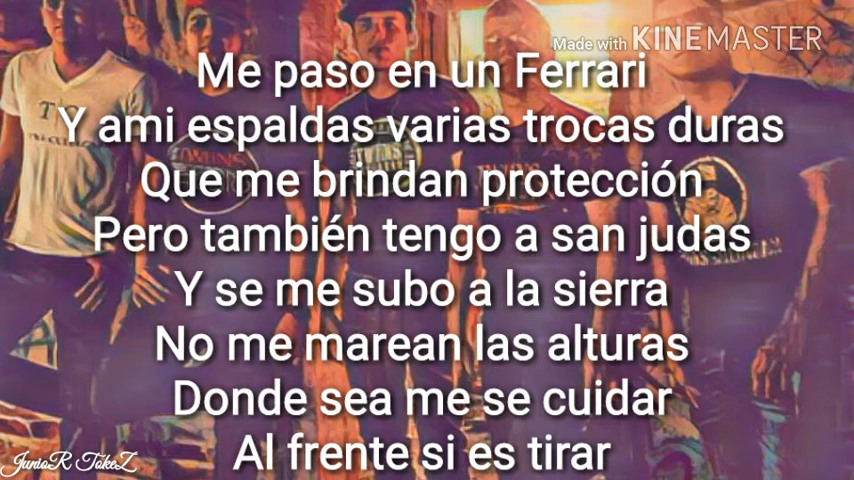 Made with KINEMASTER
Me paso en un Ferrari
Y ami espaldas varias trocas duras
Que me brindan protección
Pero también tengo a san judas
Y se me subo a la sierra
No me marean las alturas
Donde sea me se cuidar
Al frente si es tirar
JunioR TokeZ